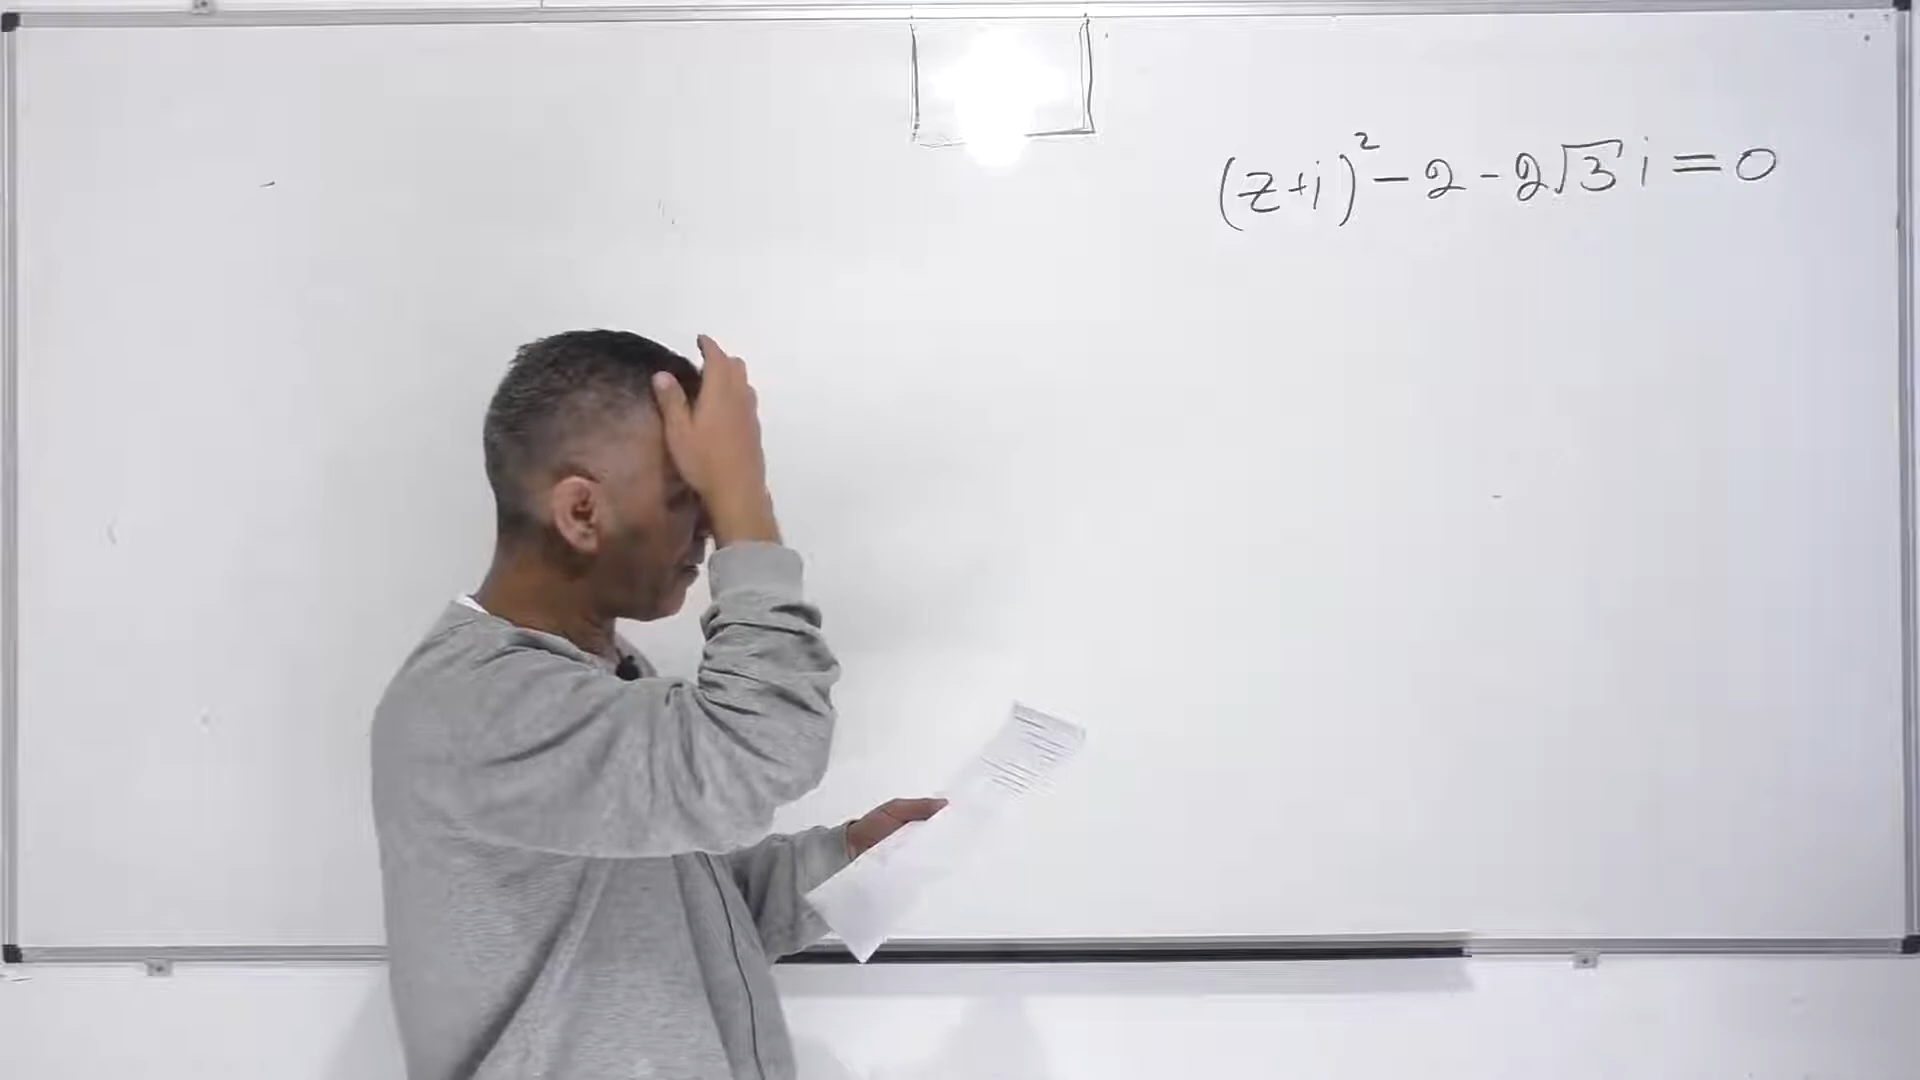 (z+i)² - 2 - 2√3 i = 0